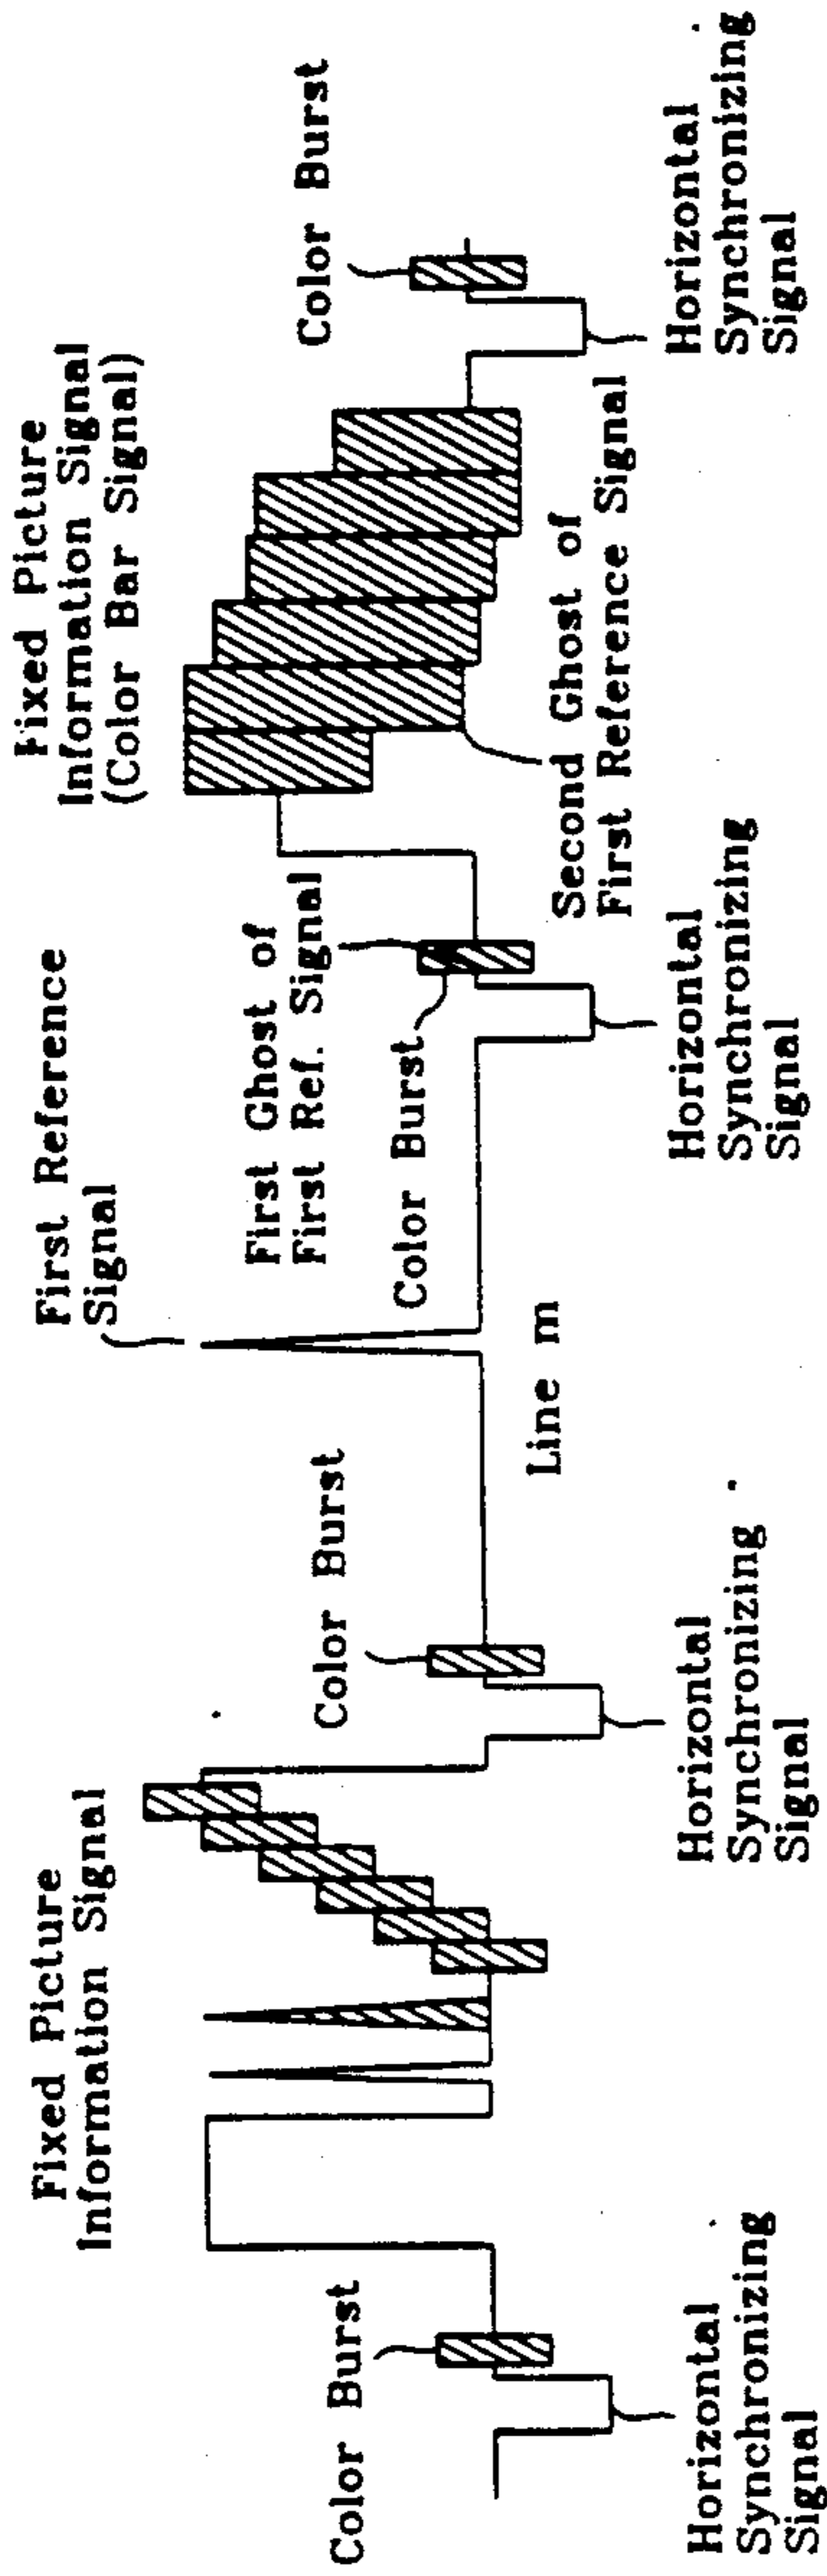 Fixed Picture
Information Signal
First Reference
Signal
Fixed Picture
Information Signal
(Color Bar Signal)
Color Burst
Color Burst
First Ghost of
First Ref. Signal
Color Burst
Color Burst
Line m
Second Ghost of
First Reference Signal
Horizontal
Synchronizing
Signal
Horizontal
Synchronizing
Signal
Horizontal
Synchronizing
Signal
Horizontal
Synchronizing
Signal